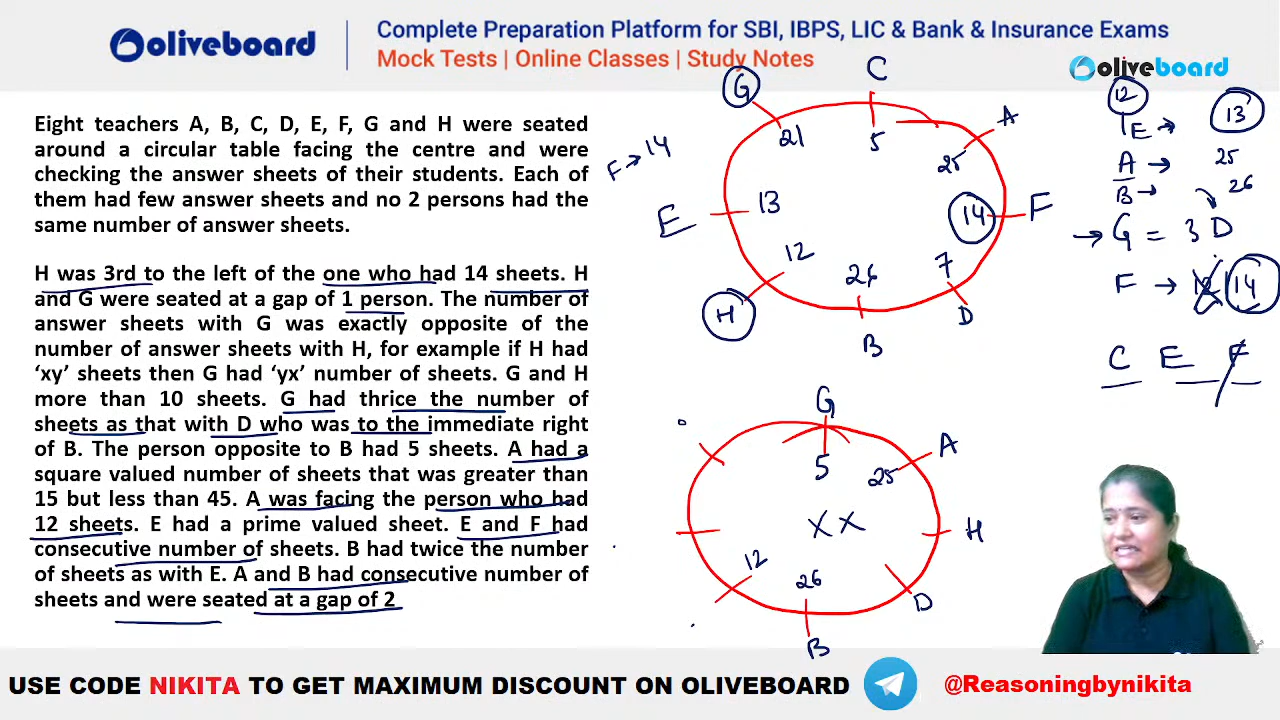 oliveboard
Complete Preparation Platform for SBI, IBPS, LIC & Bank & Insurance Exams
Mock Tests | Online Classes | Study Notes
oliveboard
Eight teachers A, B, C, D, E, F, G and H were seated
around a circular table facing the centre and were
checking the answer sheets of their students. Each of
them had few answer sheets and no 2 persons had the
same number of answer sheets.
H was 3rd to the left of the one who had 14 sheets. H
and G were seated at a gap of 1 person. The number of
answer sheets with G was exactly opposite of the
number of answer sheets with H, for example if H had
‘xy’ sheets then G had ‘yx’ number of sheets. G and H
more than 10 sheets. G had thrice the number of
sheets as that with D who was to the immediate right
of B. The person opposite to B had 5 sheets. A had a
square valued number of sheets that was greater than
15 but less than 45. A was facing the person who had
12 sheets. E had a prime valued sheet. E and F had
consecutive number of sheets. B had twice the number
of sheets as with E. A and B had consecutive number of
sheets and were seated at a gap of 2
F → 14
G
C
A
21
5
25
E
13
14
F
12
26
7
H
B
D
G
5
25
A
X X
H
12
26
D
B
12
E → 13
A → 25
B → 26
→ G = 3 D
F → 14
C E F
USE CODE NIKITA TO GET MAXIMUM DISCOUNT ON OLIVEBOARD
@Reasoningbynikita